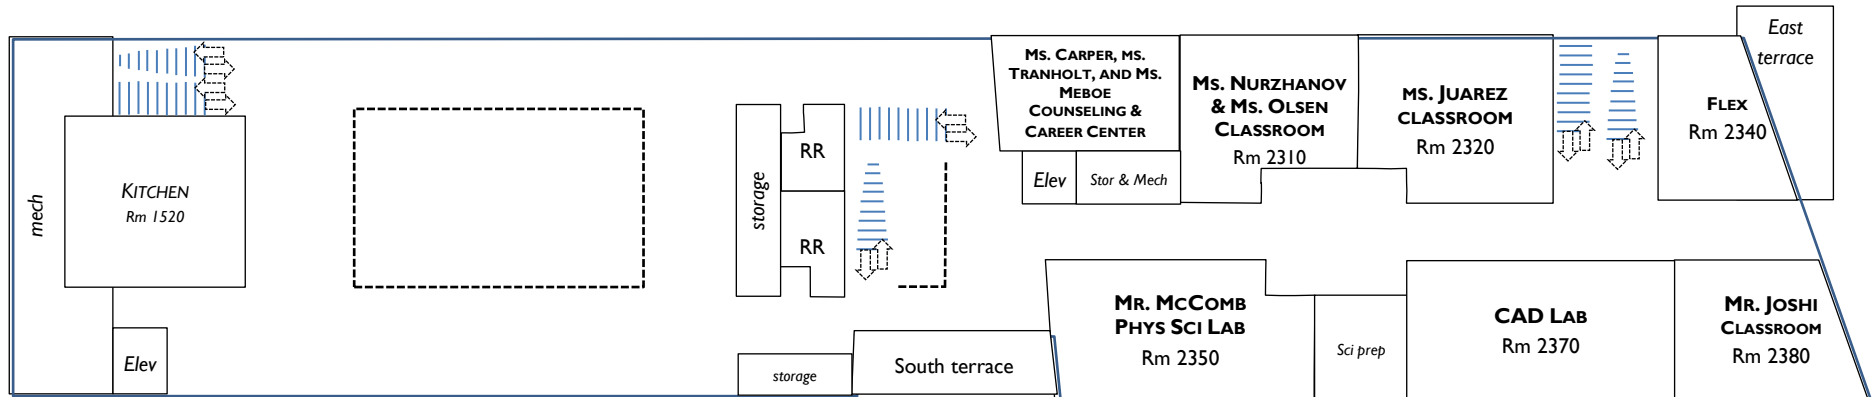 mech
KITCHEN
Rm 1520
Elev
storage
RR
RR
storage
South terrace
MS. CARPER, MS.
TRANHOLT, AND MS.
MEBOE
COUNSELING &
CAREER CENTER
Elev
Stor & Mech
MS. NURZHANOV
& MS. OLSEN
CLASSROOM
Rm 2310
MS. JUAREZ
CLASSROOM
Rm 2320
FLEX
Rm 2340
East
terrace
MR. MCCOMB
PHYS SCI LAB
Rm 2350
Sci prep
CAD LAB
Rm 2370
MR. JOSHI
CLASSROOM
Rm 2380